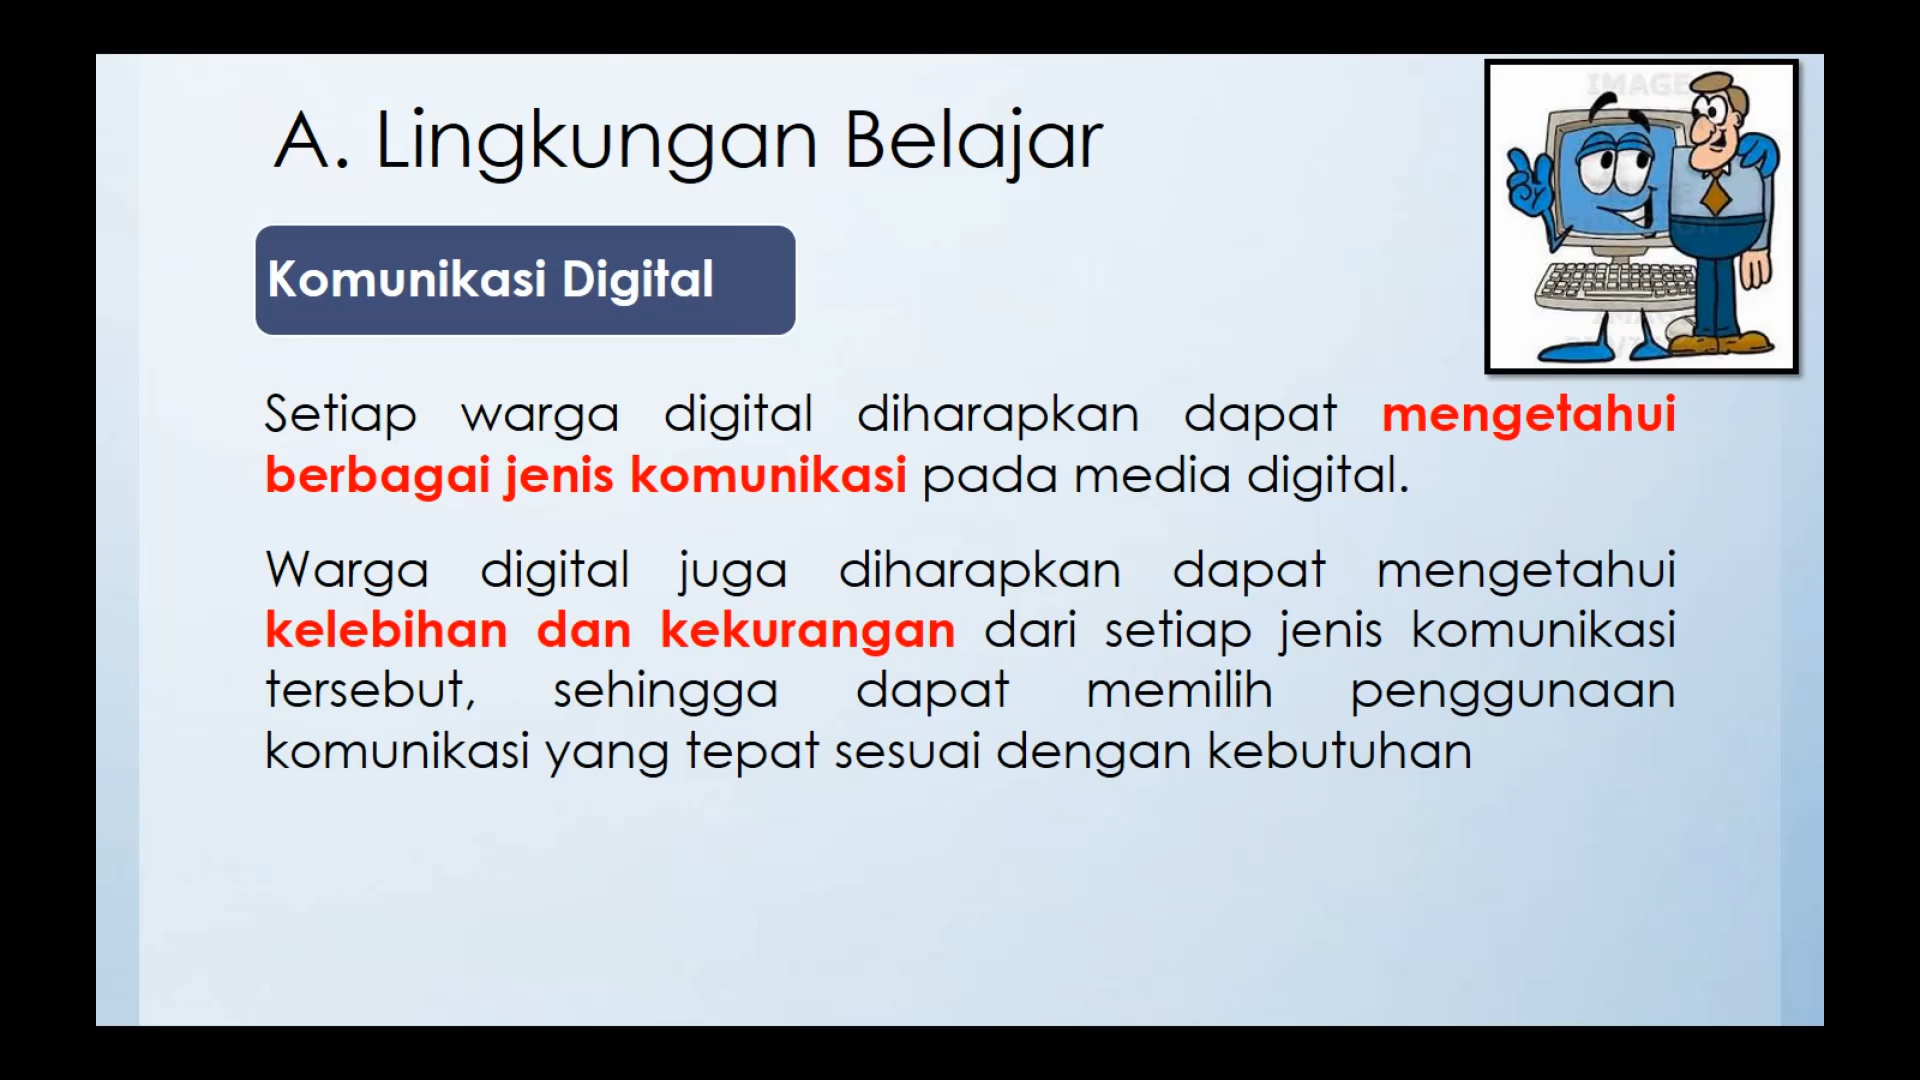 A. Lingkungan Belajar
Komunikasi Digital
Setiap warga digital diharapkan dapat mengetahui
berbagai jenis komunikasi pada media digital.
Warga digital juga diharapkan dapat mengetahui
kelebihan dan kekurangan dari setiap jenis komunikasi
tersebut, sehingga dapat memilih penggunaan
komunikasi yang tepat sesuai dengan kebutuhan
IMAGE